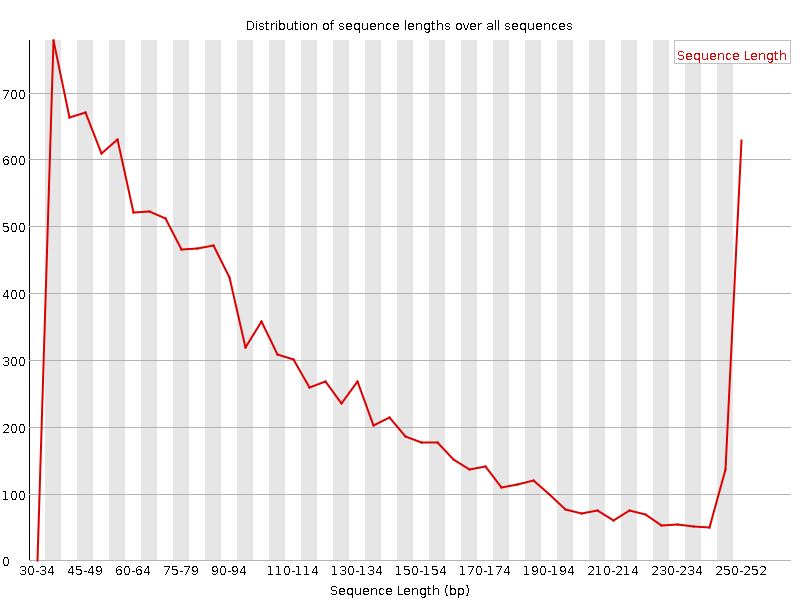 Distribution of sequence lengths over all sequences
Sequence Length
700
600
500
400
300
200
100
0
30-34 45-49 60-64 75-79 90-94 110-114 130-134 150-154 170-174 190-194 210-214 230-234 250-252
Sequence Length (bp)